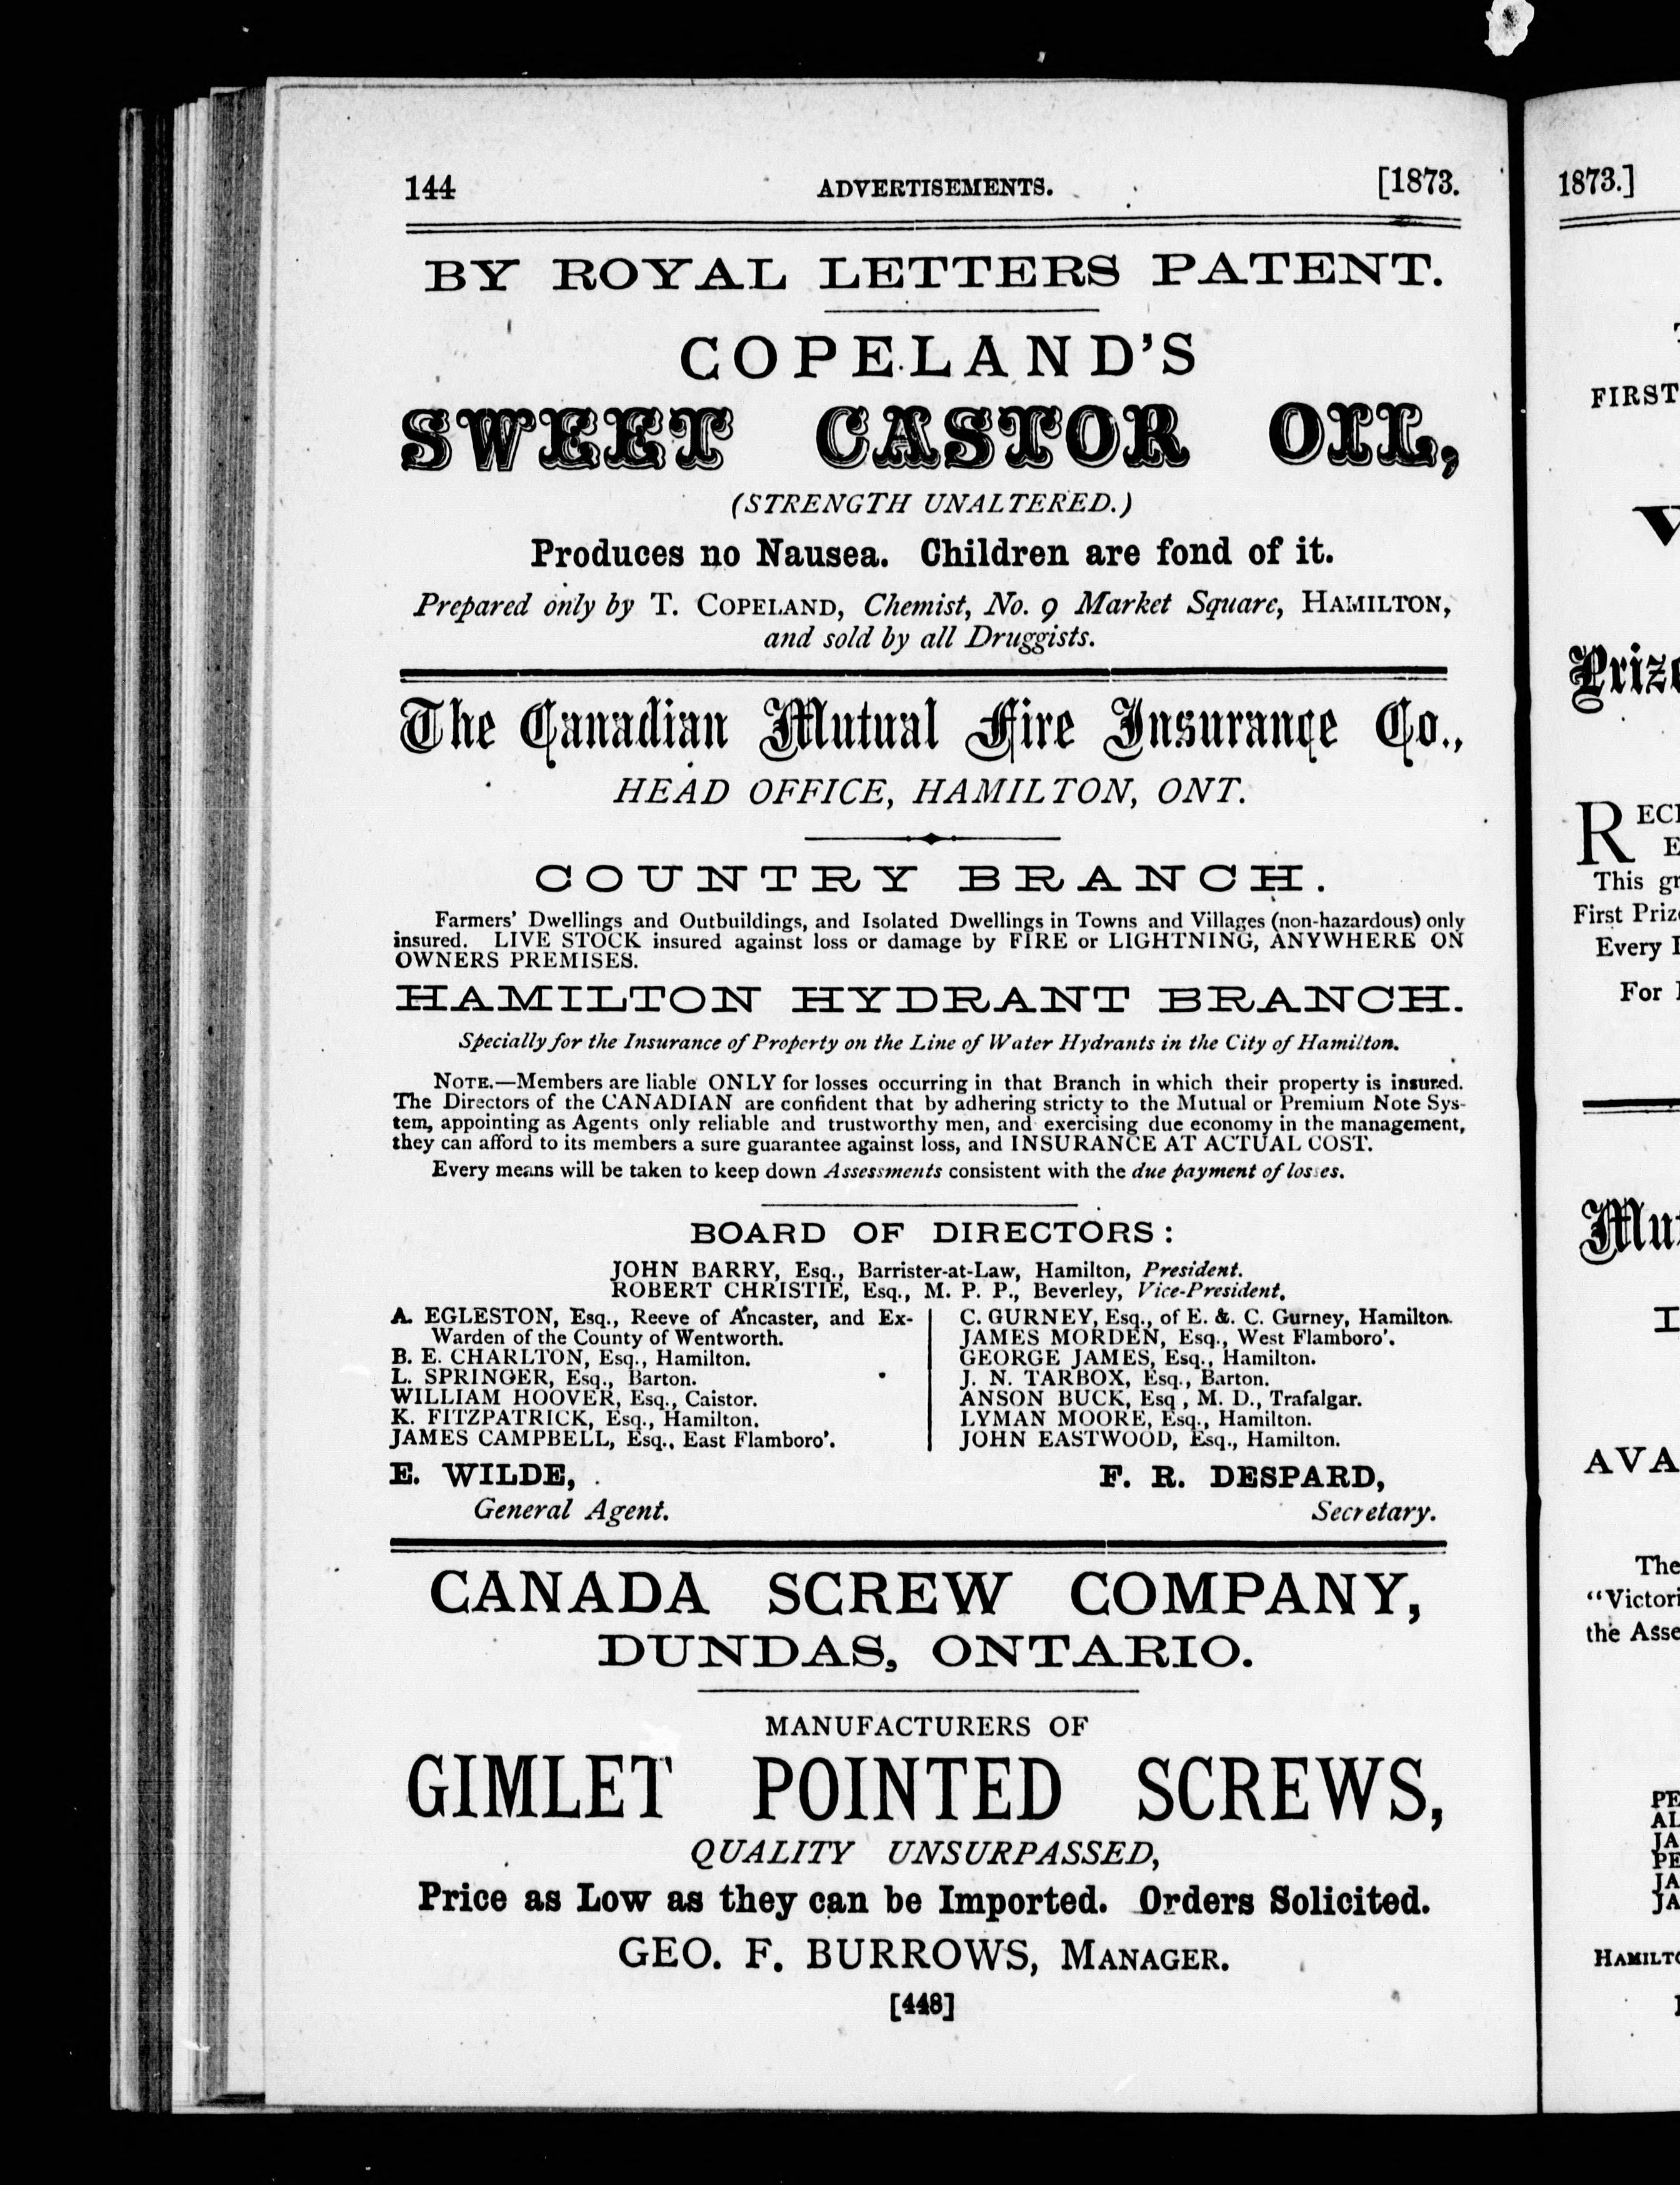 144 ADVERTISEMENTS. [1873.
BY ROYAL LETTERS PATENT.
COPELAND'S
SWEET CASTOR OIL,
(STRENGTH UNALTERED.)
Produces no Nausea. Children are fond of it.
Prepared only by T. COPELAND, Chemist, No. 9 Market Square, HAMILTON,
and sold by all Druggists.
The Canadian Mutual Fire Insurance Co.,
HEAD OFFICE, HAMILTON, ONT.
COUNTRY BRANCH.
Farmers' Dwellings and Outbuildings, and Isolated Dwellings in Towns and Villages (non-hazardous) only
insured. LIVE STOCK insured against loss or damage by FIRE or LIGHTNING, ANYWHERE ON
OWNERS PREMISES.
HAMILTON HYDRANT BRANCH.
Specially for the Insurance of Property on the Line of Water Hydrants in the City of Hamilton.
NOTE.—Members are liable ONLY for losses occurring in that Branch in which their property is insured.
The Directors of the CANADIAN are confident that by adhering stricty to the Mutual or Premium Note Sys-
tem, appointing as Agents only reliable and trustworthy men, and exercising due economy in the management,
they can afford to its members a sure guarantee against loss, and INSURANCE AT ACTUAL COST.
Every means will be taken to keep down Assessments consistent with the due payment of losses.
BOARD OF DIRECTORS:
JOHN BARRY, Esq., Barrister-at-Law, Hamilton, President.
ROBERT CHRISTIE, Esq., M. P. P., Beverley, Vice-President.
A. EGLESTON, Esq., Reeve of Ancaster, and Ex-
Warden of the County of Wentworth.
B. E. CHARLTON, Esq., Hamilton.
L. SPRINGER, Esq., Barton.
WILLIAM HOOVER, Esq., Caistor.
K. FITZPATRICK, Esq., Hamilton.
JAMES CAMPBELL, Esq., East Flamboro'.
C. GURNEY, Esq., of E. & C. Gurney, Hamilton.
JAMES MORDEN, Esq., West Flamboro'.
GEORGE JAMES, Esq., Hamilton.
J. N. TARBOX, Esq., Barton.
ANSON BUCK, Esq , M. D., Trafalgar.
LYMAN MOORE, Esq., Hamilton.
JOHN EASTWOOD, Esq., Hamilton.
E. WILDE,
General Agent.
F. R. DESPARD,
Secretary.
CANADA SCREW COMPANY,
DUNDAS, ONTARIO.
MANUFACTURERS OF
GIMLET POINTED SCREWS,
QUALITY UNSURPASSED,
Price as Low as they can be Imported. Orders Solicited.
GEO. F. BURROWS, MANAGER.
[448]
1873.]
FIRST
This
First
Every
For
The
the